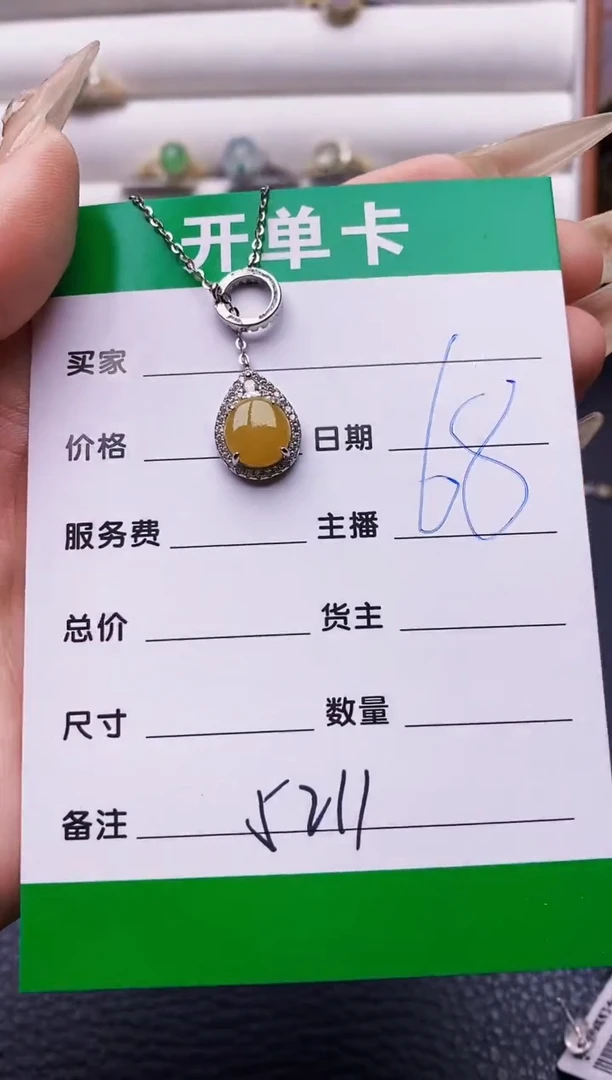 开单卡
买家
价格 日期
68
服务费 主播
总价 货主
尺寸 数量
备注 5211